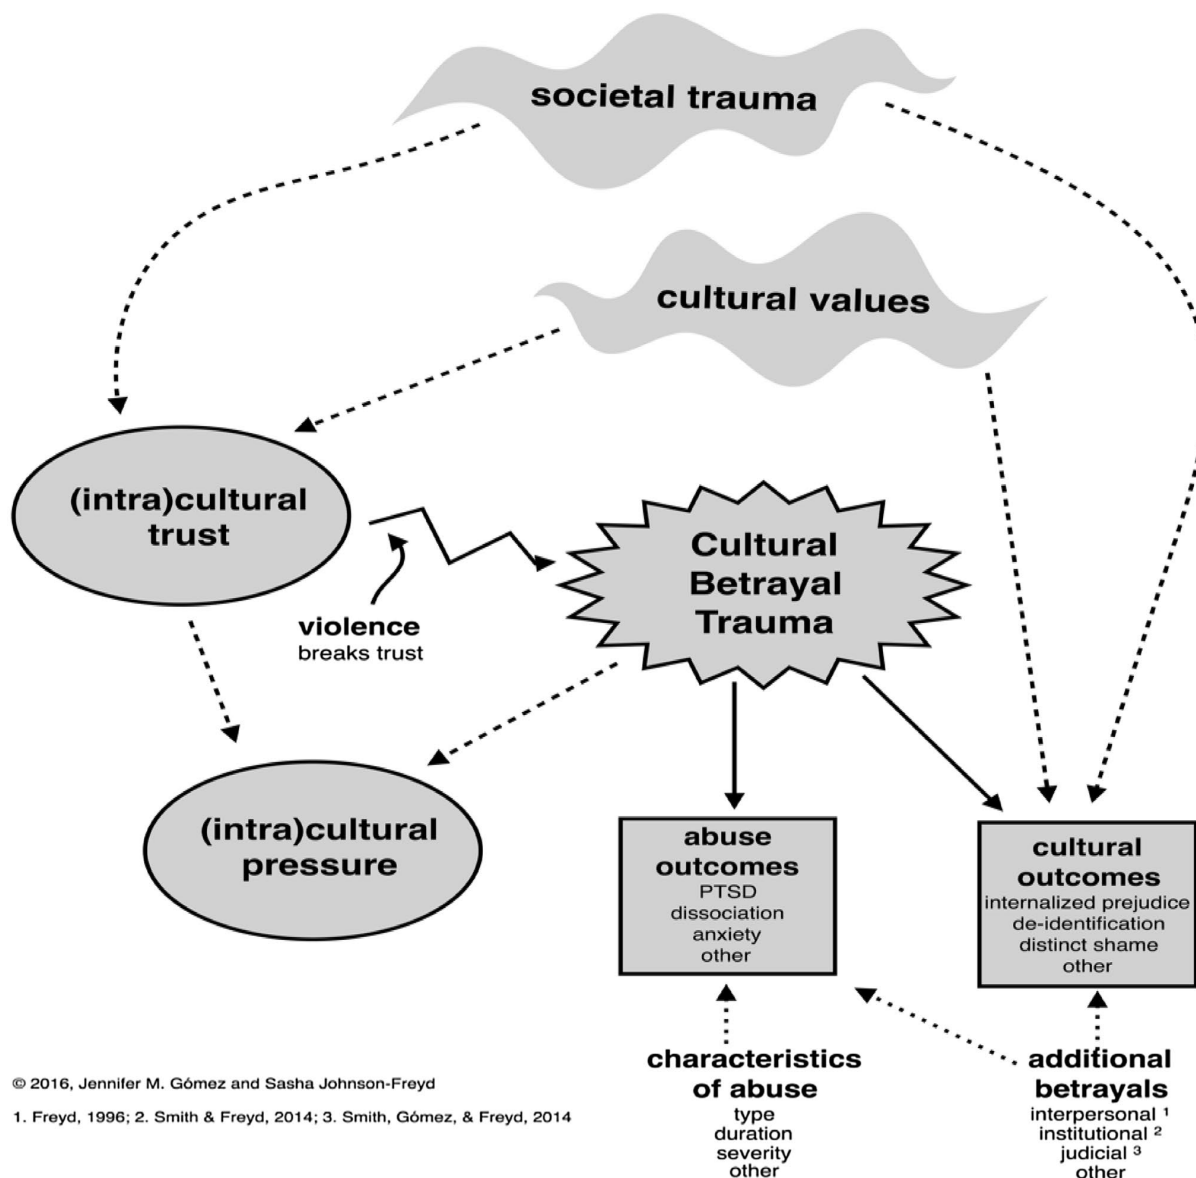 societal trauma
cultural values
(intra)cultural
trust
violence
breaks trust
Cultural
Betrayal
Trauma
(intra)cultural
pressure
abuse
outcomes
PTSD
dissociation
anxiety
other
cultural
outcomes
internalized prejudice
de-identification
distinct shame
other
characteristics
of abuse
type
duration
severity
other
additional
betrayals
interpersonal ¹
institutional ²
judicial ³
other
© 2016, Jennifer M. Gómez and Sasha Johnson-Freyd
1. Freyd, 1996; 2. Smith & Freyd, 2014; 3. Smith, Gómez, & Freyd, 2014